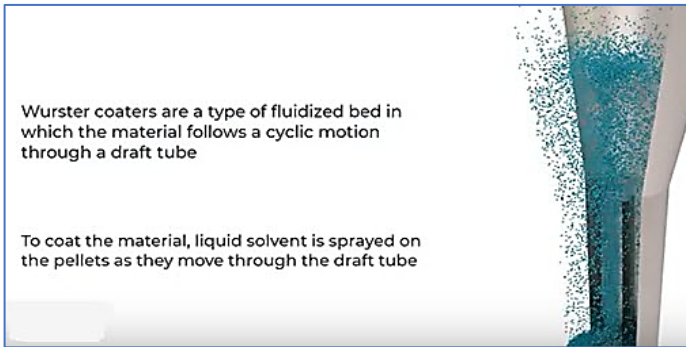 Wurster coaters are a type of fluidized bed in
which the material follows a cyclic motion
through a draft tube
To coat the material, liquid solvent is sprayed on
the pellets as they move through the draft tube